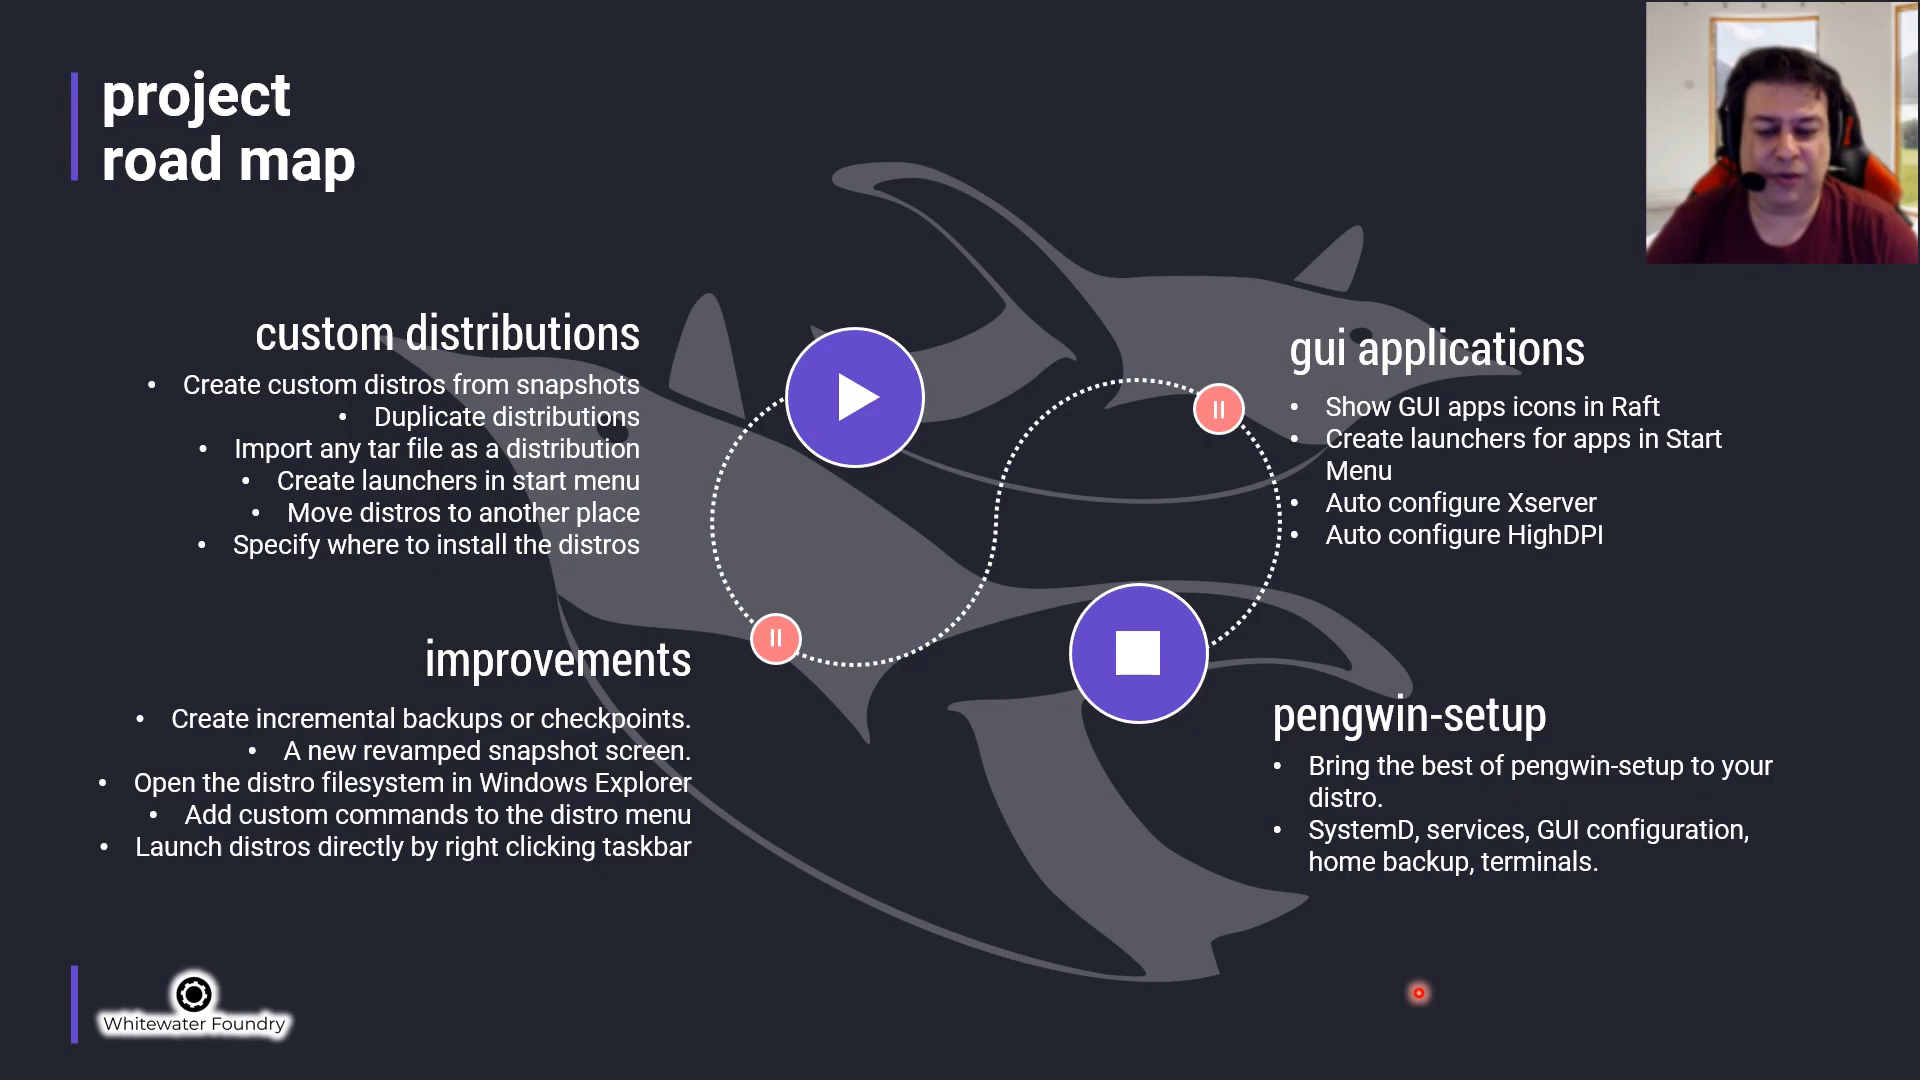 project
road map
custom distributions
• Create custom distros from snapshots
• Duplicate distributions
• Import any tar file as a distribution
• Create launchers in start menu
• Move distros to another place
• Specify where to install the distros
improvements
• Create incremental backups or checkpoints.
• A new revamped snapshot screen.
• Open the distro filesystem in Windows Explorer
• Add custom commands to the distro menu
• Launch distros directly by right clicking taskbar
gui applications
• Show GUI apps icons in Raft
• Create launchers for apps in Start
Menu
• Auto configure Xserver
• Auto configure HighDPI
pengwin-setup
• Bring the best of pengwin-setup to your
distro.
• SystemD, services, GUI configuration,
home backup, terminals.
Whitewater Foundry